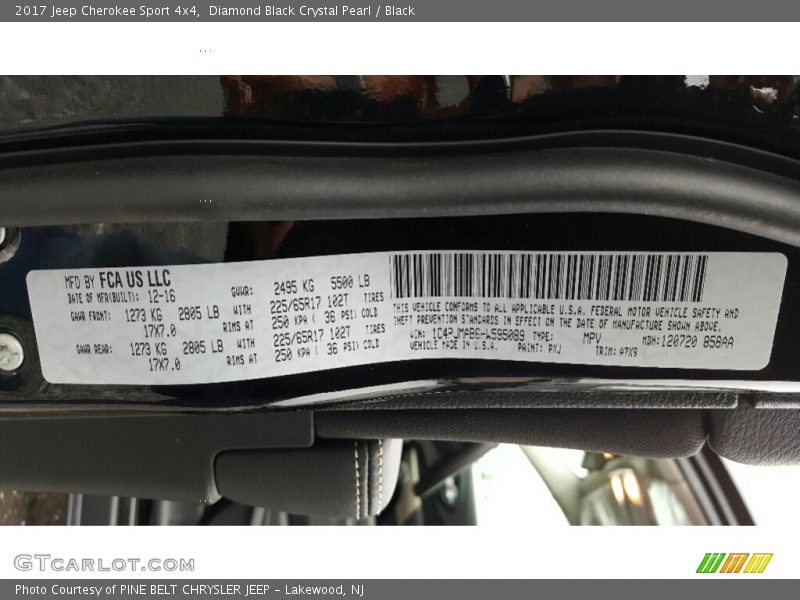 2017 Jeep Cherokee Sport 4x4, Diamond Black Crystal Pearl / Black
MFD BY FCA US LLC
DATE OF MFR(BUILT): 12-16 GVWR: 2495 KG 5500 LB
GAWR FRONT: 1273 KG 2805 LB WITH 225/65R17 102T TIRES
17X7.0 RIMS AT 250 KPA ( 36 PSI) COLD
GAWR REAR: 1273 KG 2805 LB WITH 225/65R17 102T TIRES
17X7.0 RIMS AT 250 KPA ( 36 PSI) COLD
THIS VEHICLE CONFORMS TO ALL APPLICABLE U.S.A. FEDERAL MOTOR VEHICLE SAFETY AND
THEFT PREVENTION STANDARDS IN EFFECT ON THE DATE OF MANUFACTURE SHOWN ABOVE.
VIN: TYPE: MPV MDH:120720 858AA
VEHICLE MADE IN U.S.A. PAINT: PXJ TRIM: A7X9
GTCARLOT.com
Photo Courtesy of PINE BELT CHRYSLER JEEP - Lakewood, NJ